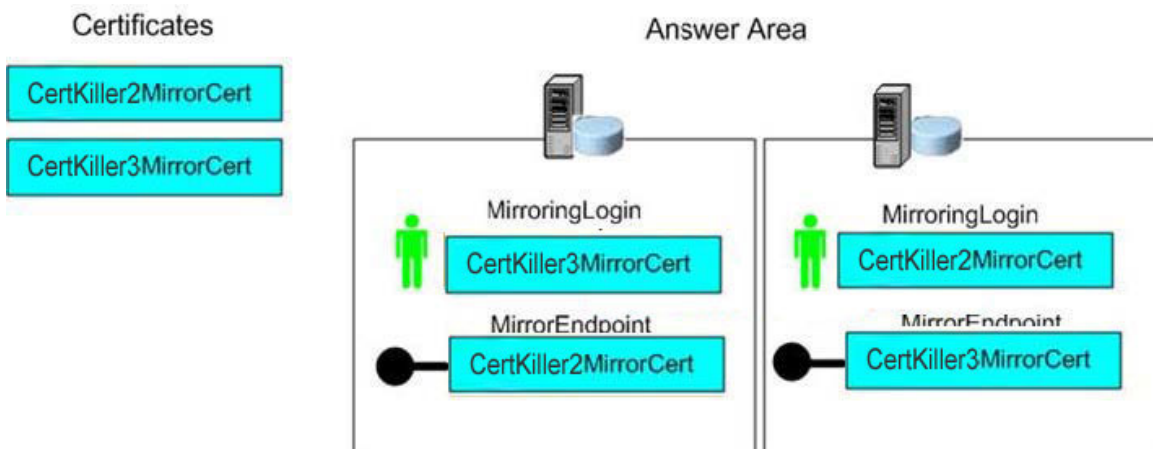 Certificates
CertKiller2MirrorCert
CertKiller3MirrorCert
Answer Area
MirroringLogin
CertKiller3MirrorCert
MirrorEndpoint
CertKiller2MirrorCert
MirroringLogin
CertKiller2MirrorCert
MirrorEndpoint
CertKiller3MirrorCert